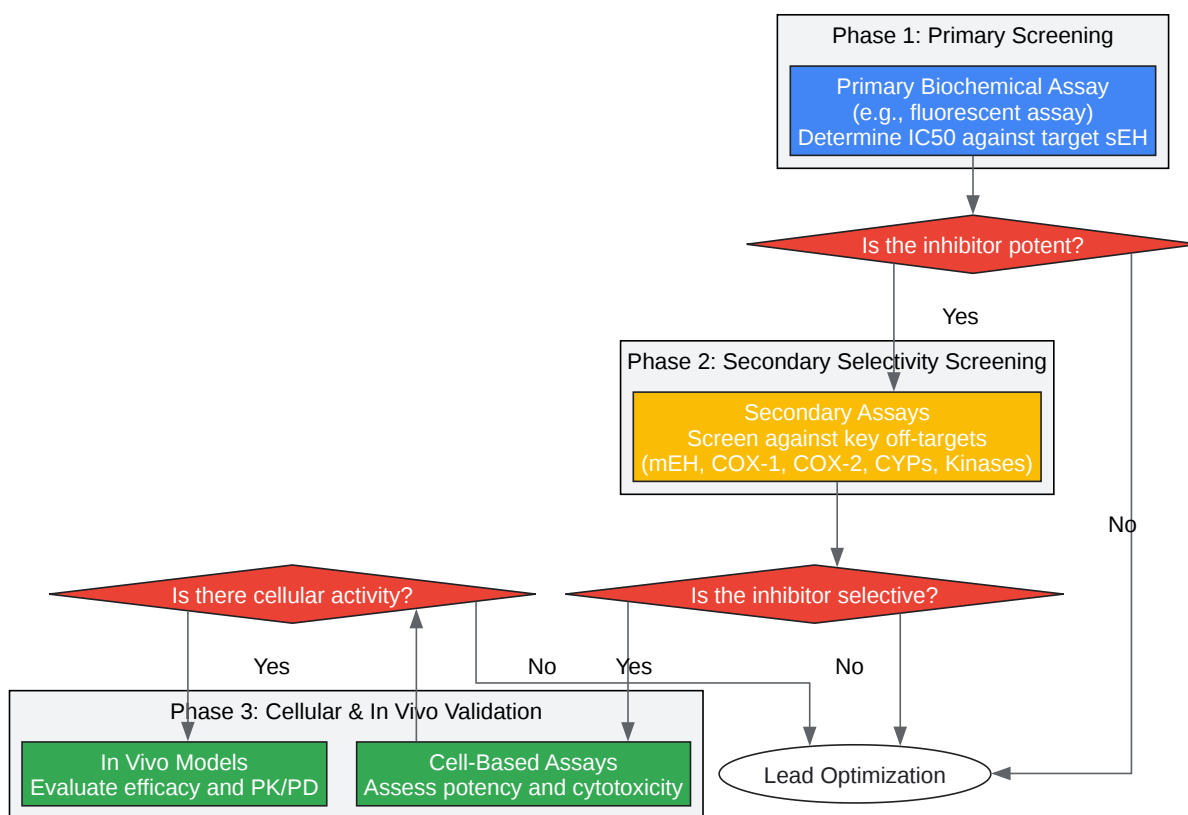 Phase 1: Primary Screening
Primary Biochemical Assay
(e.g., fluorescent assay)
Determine IC50 against target sEH
Is the inhibitor potent?
Yes
Phase 2: Secondary Selectivity Screening
Secondary Assays
Screen against key off-targets
(mEH, COX-1, COX-2, CYPs, Kinases)
No
Is there cellular activity?
Is the inhibitor selective?
Yes
No
Yes
No
Phase 3: Cellular & In Vivo Validation
In Vivo Models
Evaluate efficacy and PK/PD
Cell-Based Assays
Assess potency and cytotoxicity
Lead Optimization